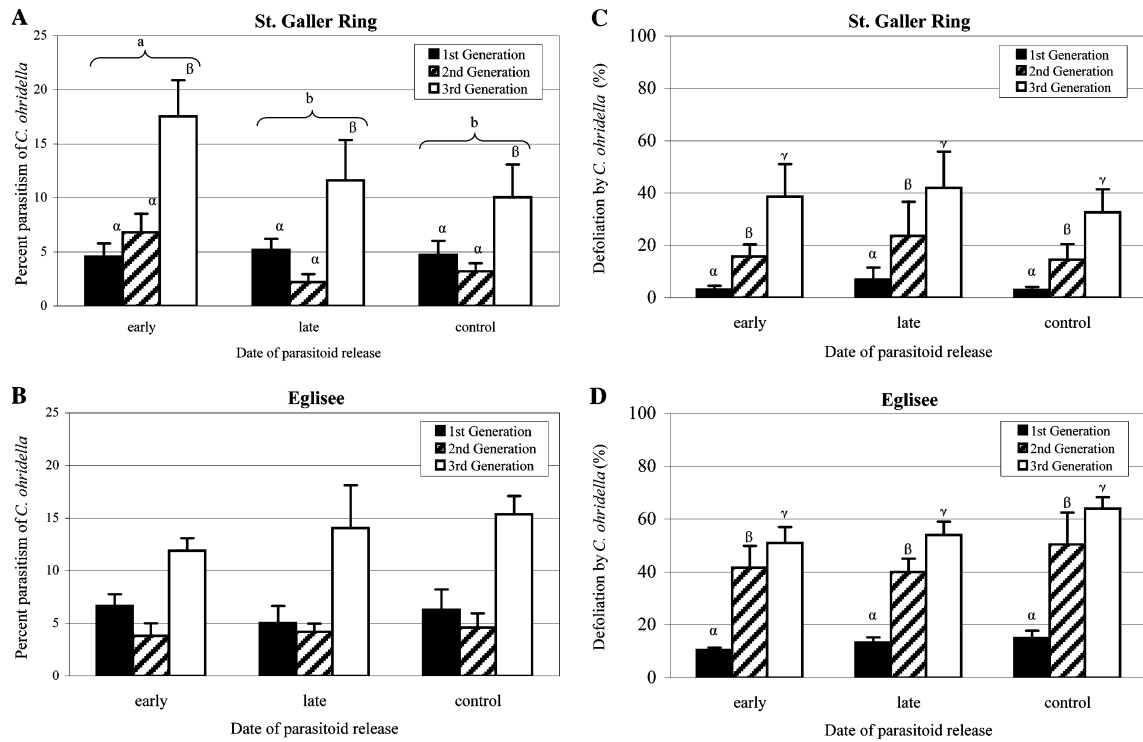 A
St. Galler Ring
Percent parasitism of C. ohridella
25
20
15
10
5
0
1st Generation
2nd Generation
3rd Generation
a
b
b
α
α
β
α
α
β
α
α
β
early
late
control
Date of parasitoid release
C
St. Galler Ring
Defoliation by C. ohridella (%)
100
80
60
40
20
0
1st Generation
2nd Generation
3rd Generation
α
β
γ
α
β
γ
α
β
γ
early
late
control
Date of parasitoid release
B
Eglisee
Percent parasitism of C. ohridella
25
20
15
10
5
0
1st Generation
2nd Generation
3rd Generation
early
late
control
Date of parasitoid release
D
Eglisee
Defoliation by C. ohridella (%)
100
80
60
40
20
0
1st Generation
2nd Generation
3rd Generation
α
β
γ
α
β
γ
α
β
γ
early
late
control
Date of parasitoid release